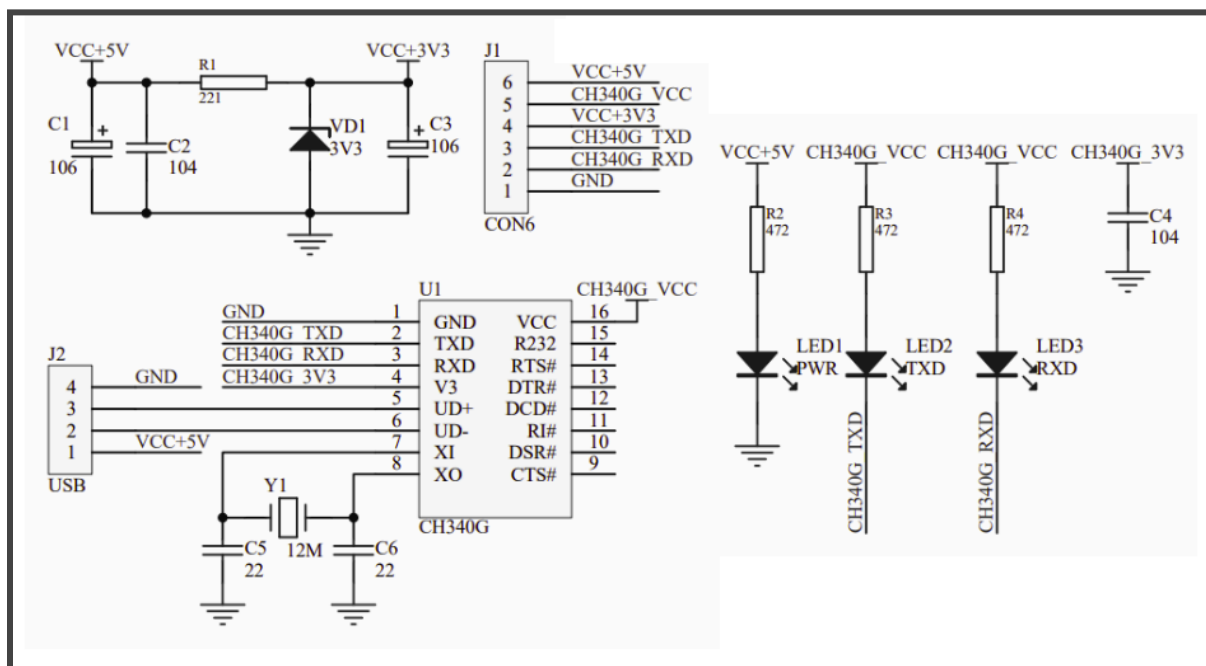 VCC+5V
R1
221
VCC+3V3
C1
+
106
C2
104
VD1
3V3
+
C3
106
J1
6 VCC+5V
5 CH340G_VCC
4 VCC+3V3
3 CH340G_TXD
2 CH340G_RXD
1 GND
CON6
VCC+5V
CH340G_VCC
CH340G_VCC
CH340G_3V3
R2
472
R3
472
R4
472
C4
104
LED1
PWR
LED2
TXD
LED3
RXD
CH340G_TXD
CH340G_RXD
J2
4 GND
3
2
1 VCC+5V
USB
U1
CH340G_VCC
GND 1 GND VCC 16
CH340G_TXD 2 TXD R232 15
CH340G_RXD 3 RXD RTS# 14
CH340G_3V3 4 V3 DTR# 13
5 UD+ DCD# 12
6 UD- RI# 11
7 XI DSR# 10
8 XO CTS# 9
CH340G
Y1
12M
C5
22
C6
22